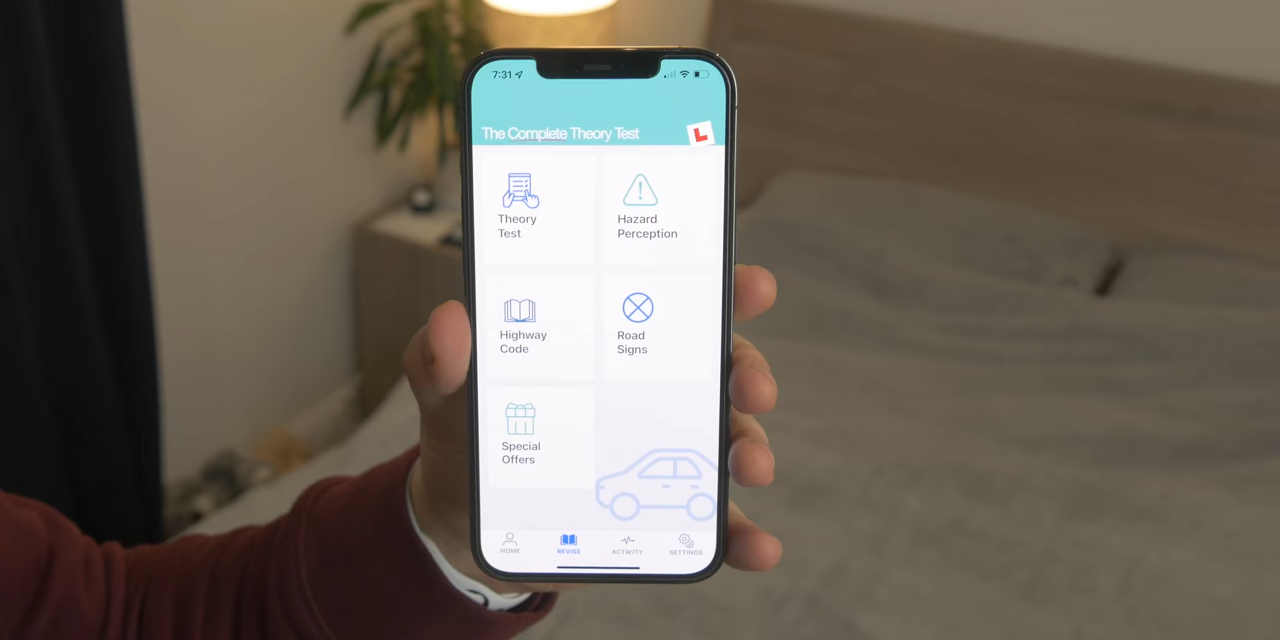 7:31
The Complete Theory Test
L
Theory
Test
Hazard
Perception
Highway
Code
Road
Signs
Special
Offers
HOME
REVISE
ACTIVITY
SETTINGS